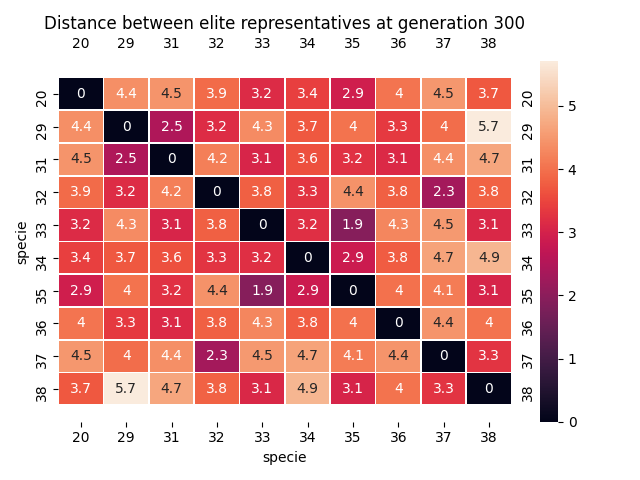 Distance between elite representatives at generation 300
20 29 31 32 33 34 35 36 37 38
20 0 4.4 4.5 3.9 3.2 3.4 2.9 4 4.5 3.7 20
29 4.4 0 2.5 3.2 4.3 3.7 4 3.3 4 5.7 29
31 4.5 2.5 0 4.2 3.1 3.6 3.2 3.1 4.4 4.7 31
32 3.9 3.2 4.2 0 3.8 3.3 4.4 3.8 2.3 3.8 32
33 3.2 4.3 3.1 3.8 0 3.2 1.9 4.3 4.5 3.1 33
34 3.4 3.7 3.6 3.3 3.2 0 2.9 3.8 4.7 4.9 34
35 2.9 4 3.2 4.4 1.9 2.9 0 4 4.1 3.1 35
36 4 3.3 3.1 3.8 4.3 3.8 4 0 4.4 4 36
37 4.5 4 4.4 2.3 4.5 4.7 4.1 4.4 0 3.3 37
38 3.7 5.7 4.7 3.8 3.1 4.9 3.1 4 3.3 0 38
20 29 31 32 33 34 35 36 37 38
specie
specie
5
4
3
2
1
0